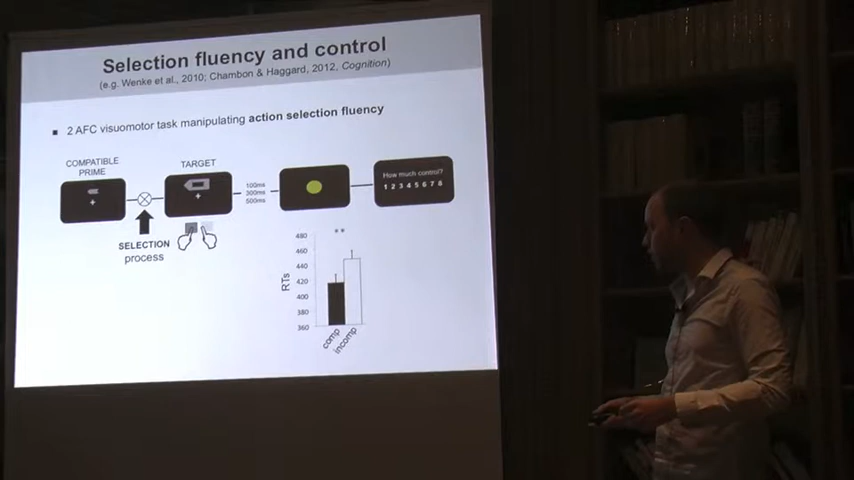 Selection fluency and control
(e.g. Wenke et al., 2010; Chambon & Haggard, 2012, Cognition)
2 AFC visuomotor task manipulating action selection fluency
COMPATIBLE
PRIME
TARGET
100ms
300ms
500ms
How much control?
1 2 3 4 5 6 7 8
SELECTION
process
**
RTs
480
460
440
420
400
380
360
comp
incomp